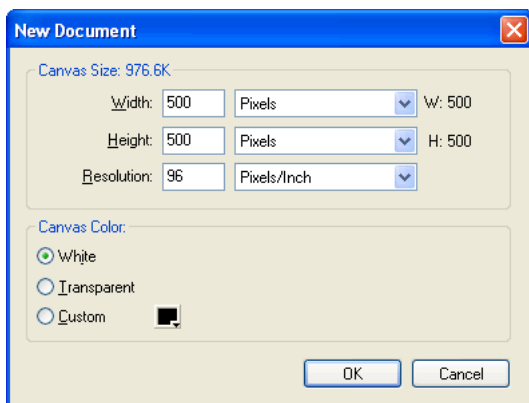 New Document
Canvas Size: 976.6K
Width: 500 Pixels W: 500
Height: 500 Pixels H: 500
Resolution: 96 Pixels/Inch
Canvas Color:
White
Transparent
Custom
OK Cancel